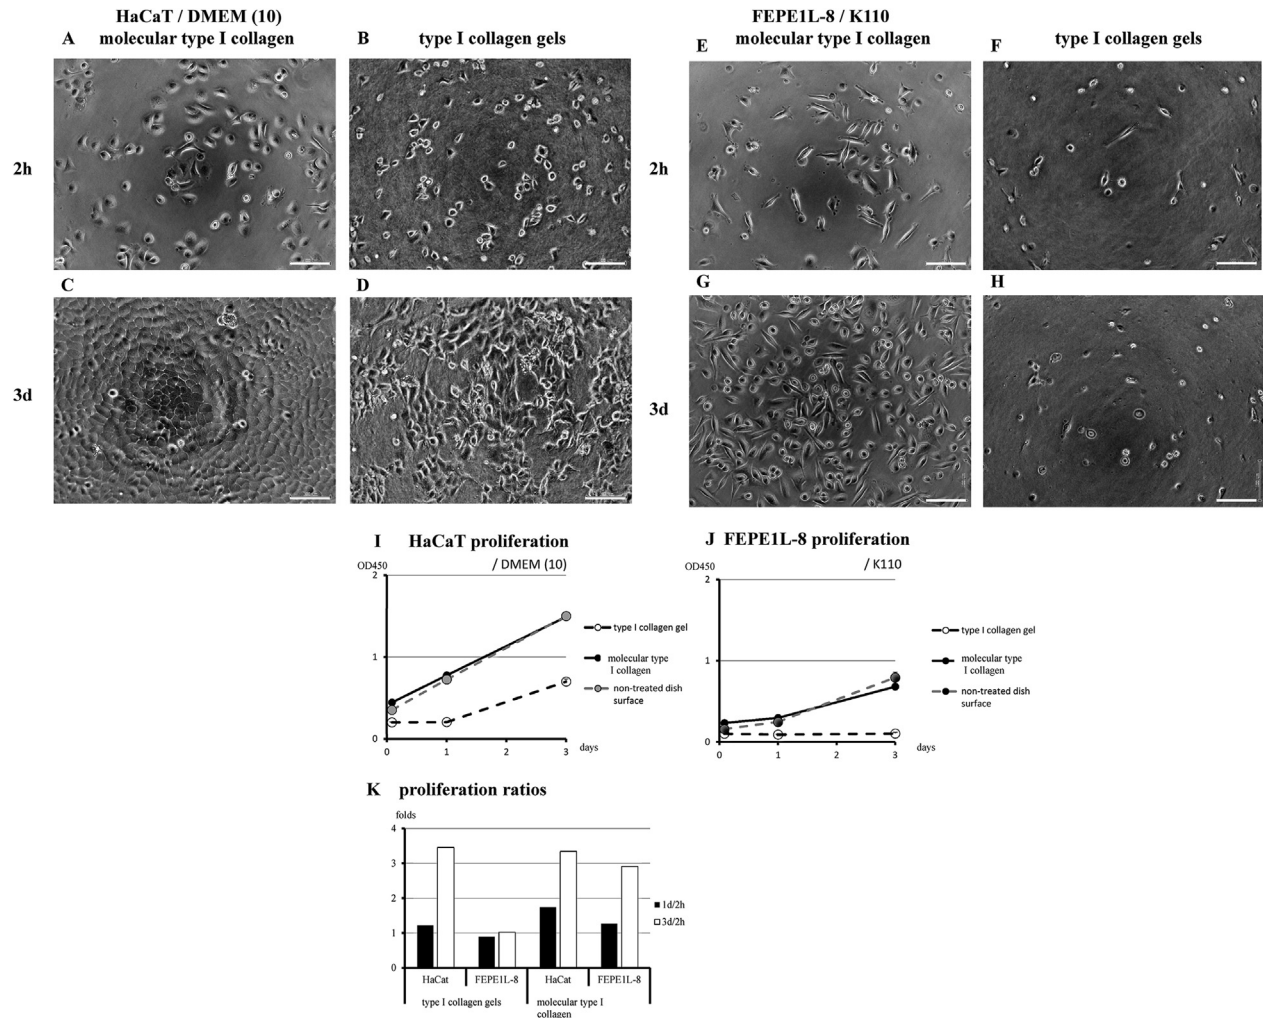 HaCaT / DMEM (10)
A molecular type I collagen
B type I collagen gels
FEPE1L-8 / K110
E molecular type I collagen
F type I collagen gels
2h
2h
C
D
G
H
3d
3d
I HaCaT proliferation
/ DMEM (10)
OD450
2
1
0
0
1
2
3
days
type I collagen gel
molecular type
I collagen
non-treated dish
surface
J FEPE1L-8 proliferation
/ K110
OD450
2
1
0
0
1
2
3
days
type I collagen gel
molecular type
I collagen
non-treated dish
surface
K proliferation ratios
folds
4
3
2
1
0
1d/2h
3d/2h
HaCat
FEPE1L-8
HaCat
FEPE1L-8
type I collagen gels
molecular type I
collagen